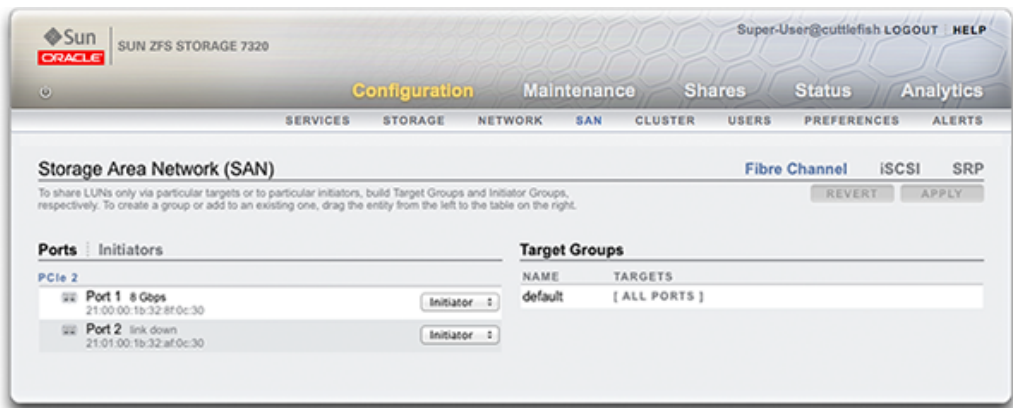 Sun
ORACLE
SUN ZFS STORAGE 7320
Super-User@cuttlefish LOGOUT HELP
Configuration Maintenance Shares Status Analytics
SERVICES STORAGE NETWORK SAN CLUSTER USERS PREFERENCES ALERTS
Storage Area Network (SAN) Fibre Channel iSCSI SRP
To share LUNs only via particular targets or to particular initiators, build Target Groups and Initiator Groups,
respectively. To create a group or add to an existing one, drag the entity from the left to the table on the right.
REVERT APPLY
Ports Initiators
PCIe 2
Port 1 8 Gbps Initiator
21:00:00:1b:32:8f:0c:30
Port 2 link down Initiator
21:01:00:1b:32:af:0c:30
Target Groups
NAME TARGETS
default [ ALL PORTS ]